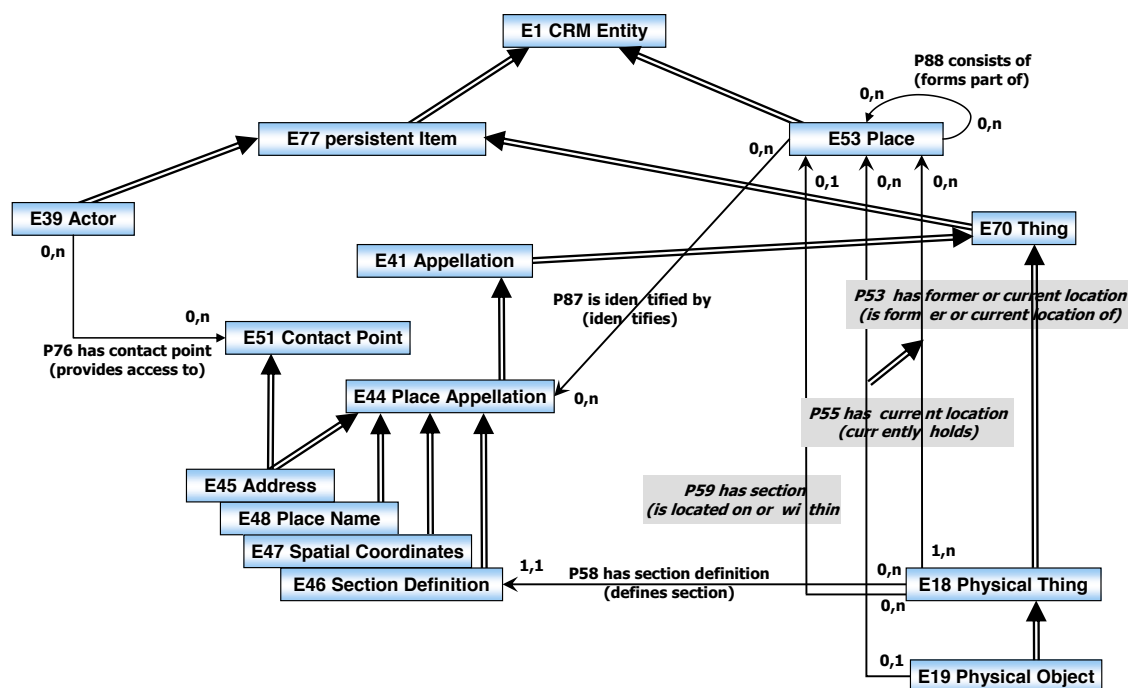 E1 CRM Entity
P88 consists of
(forms part of)
0,n
0,n
E77 persistent Item
E53 Place
0,n
0,1
0,n
0,n
E39 Actor
0,n
E70 Thing
E41 Appellation
P87 is iden tified by
(iden tifies)
P53 has former or current location
(is form er or current location of)
0,n
P76 has contact point
(provides access to)
E51 Contact Point
E44 Place Appellation
0,n
P55 has current location
(curr ently holds)
E45 Address
P59 has section
(is located on or wi thin
E48 Place Name
E47 Spatial Coordinates
1,n
E46 Section Definition
1,1
P58 has section definition
(defines section)
0,n
E18 Physical Thing
0,n
0,1
E19 Physical Object